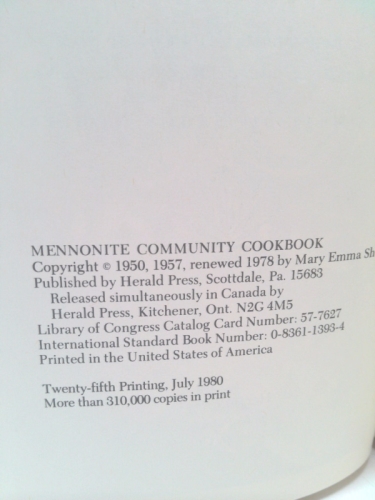 MENNONITE COMMUNITY COOKBOOK
Copyright © 1950, 1957, renewed 1978 by Mary Emma
Published by Herald Press, Scottdale, Pa. 15683
Released simultaneously in Canada by
Herald Press, Kitchener, Ont. N2G 4M5
Library of Congress Catalog Card Number: 57-7627
International Standard Book Number: 0-8361-1393-4
Printed in the United States of America
Twenty-fifth Printing, July 1980
More than 310,000 copies in print